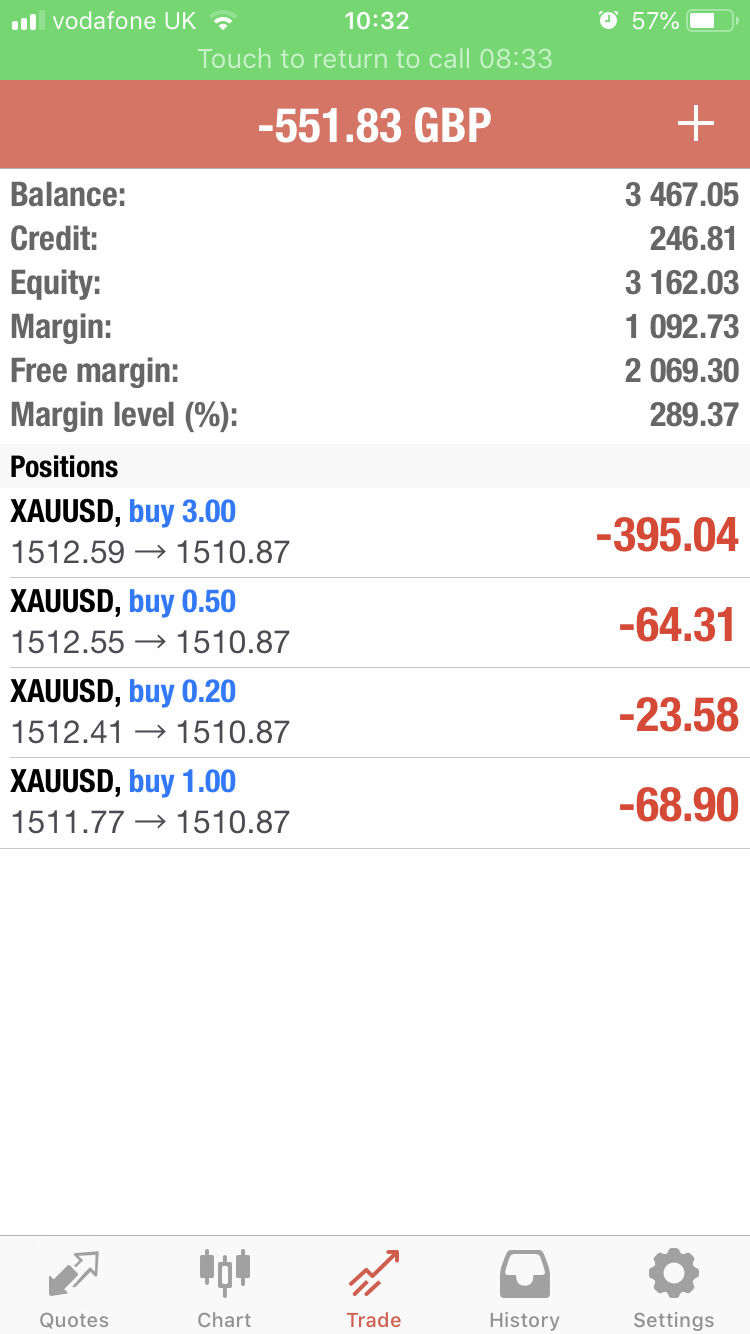 vodafone UK 10:32 57%
Touch to return to call 08:33
-551.83 GBP
Balance: 3 467.05
Credit: 246.81
Equity: 3 162.03
Margin: 1 092.73
Free margin: 2 069.30
Margin level (%): 289.37
Positions
XAUUSD, buy 3.00
1512.59 → 1510.87 -395.04
XAUUSD, buy 0.50
1512.55 → 1510.87 -64.31
XAUUSD, buy 0.20
1512.41 → 1510.87 -23.58
XAUUSD, buy 1.00
1511.77 → 1510.87 -68.90
Quotes Chart Trade History Settings